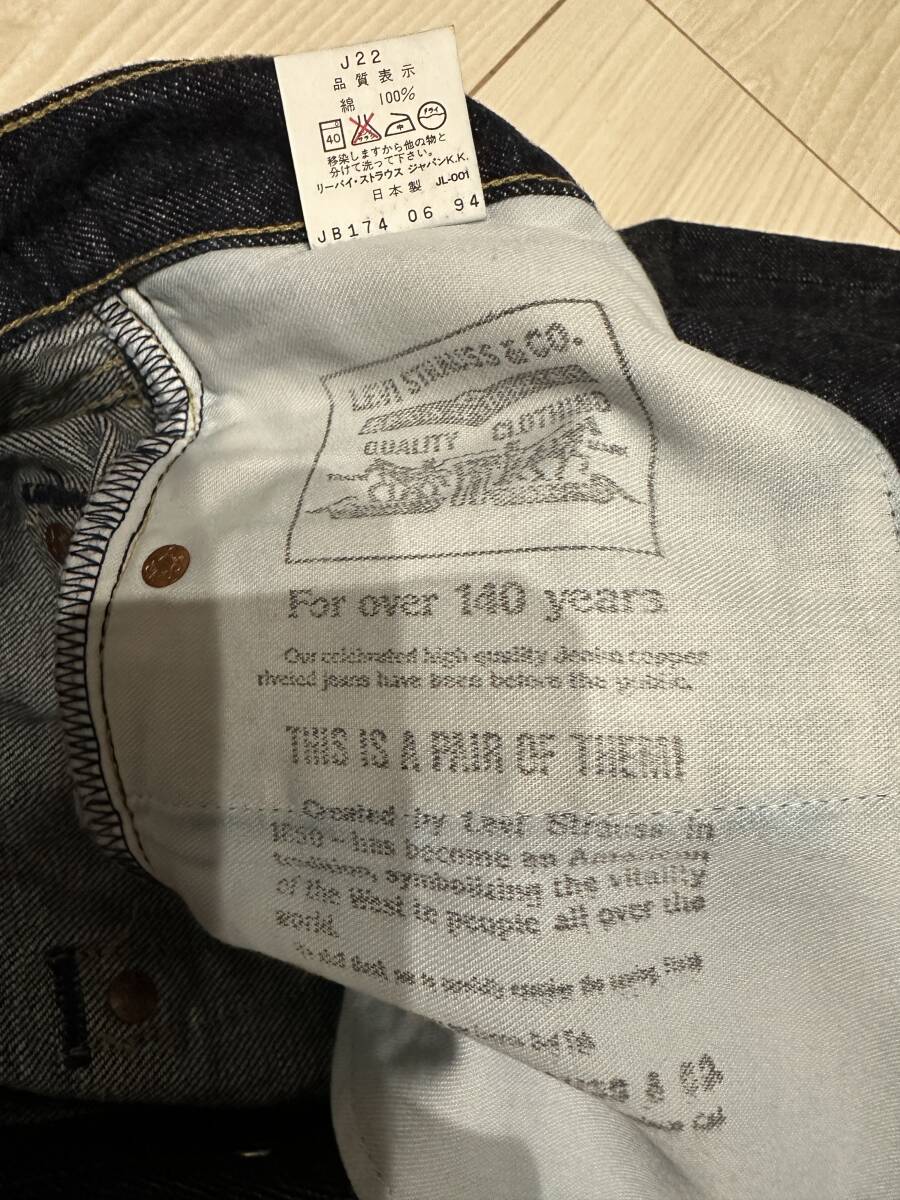 J22
品質表示
綿 100%
40 中 ドライ
移染しますから他の物と
分けて洗って下さい。
リーバイ・ストラウス ジャパンK.K.
日本製 JL-001
JB174 06 94
LEVI STRAUSS & CO.
QUALITY CLOTHING
For over 140 years
Our celebrated high quality denim copper
riveted jeans have been before the public.
THIS IS A PAIR OF THEM!
Created by Levi Strauss in
1850 - has become an American
tradition, symbolizing the vitality
of the West to people all over the
world.
& CO.